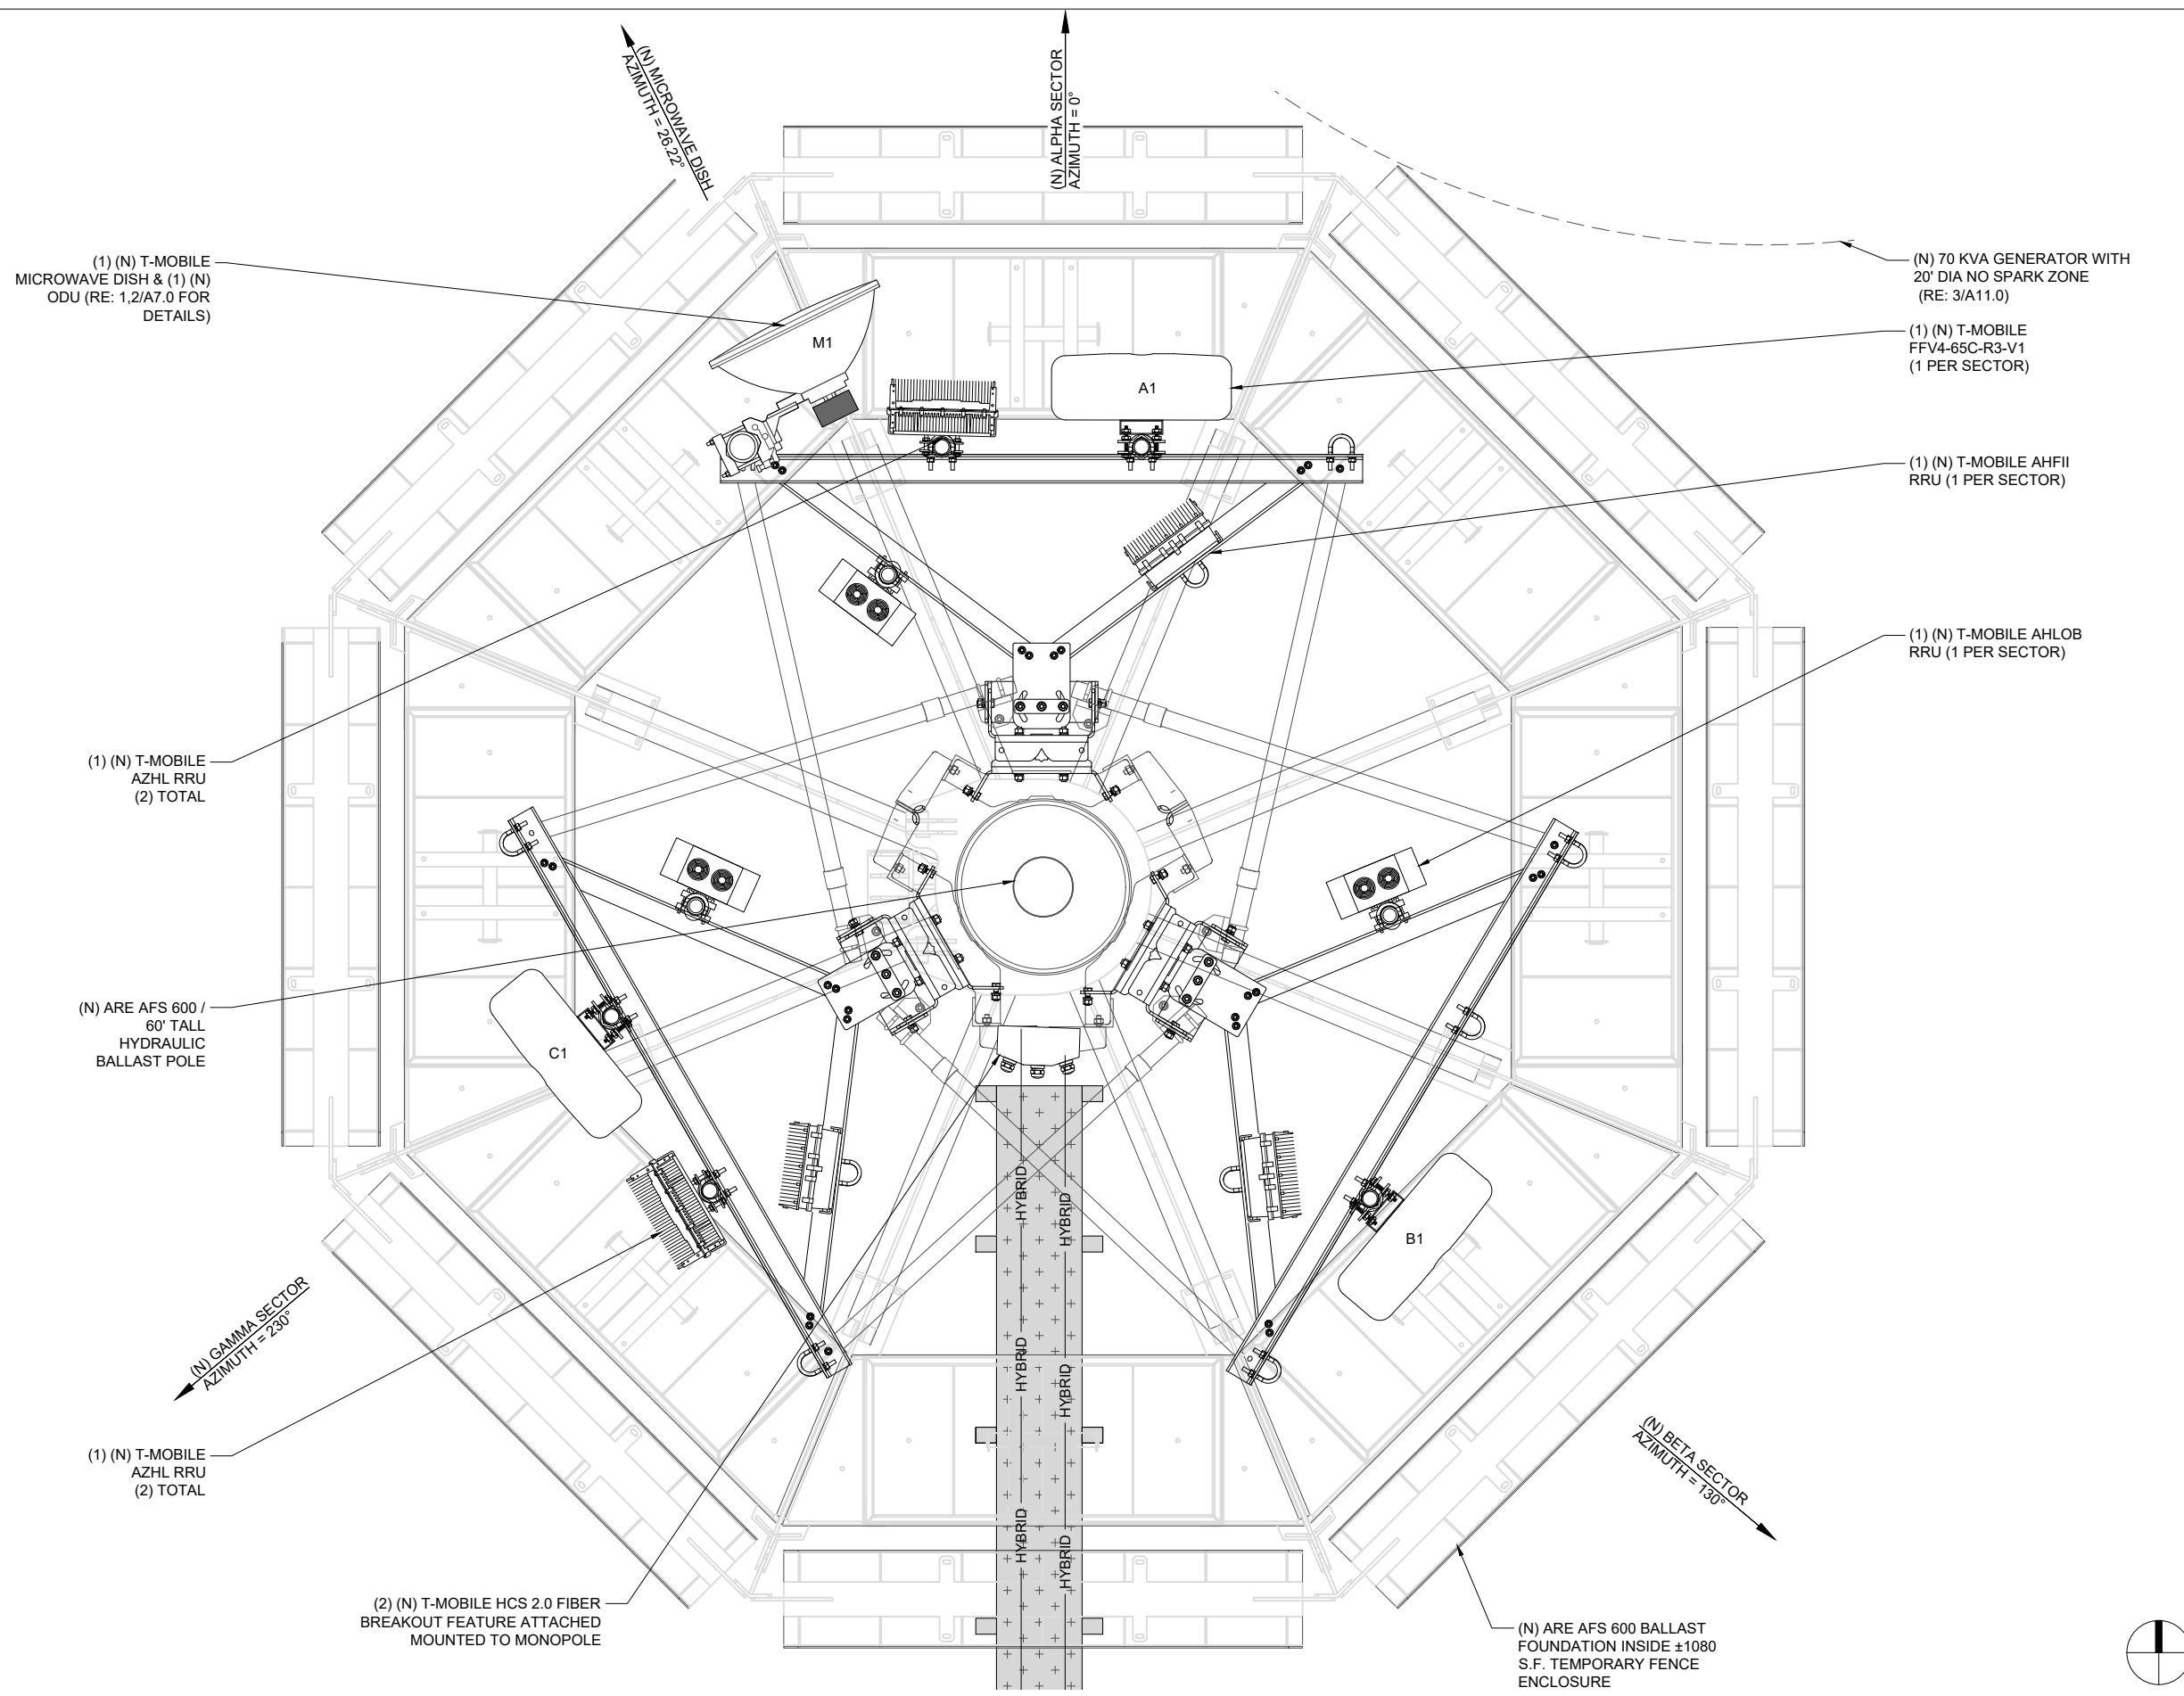 (N) MICROWAVE DISH
AZIMUTH = 26.22°
(N) ALPHA SECTOR
AZIMUTH = 0°
(1) (N) T-MOBILE
MICROWAVE DISH & (1) (N)
ODU (RE: 1,2/A7.0 FOR
DETAILS)
(N) 70 KVA GENERATOR WITH
20' DIA NO SPARK ZONE
(RE: 3/A11.0)
M1
A1
(1) (N) T-MOBILE
FFV4-65C-R3-V1
(1 PER SECTOR)
(1) (N) T-MOBILE AHFII
RRU (1 PER SECTOR)
(1) (N) T-MOBILE AHLOB
RRU (1 PER SECTOR)
(1) (N) T-MOBILE
AZHL RRU
(2) TOTAL
(N) ARE AFS 600 /
60' TALL
HYDRAULIC
BALLAST POLE
C1
B1
HYBRID
HYBRID
HYBRID
HYBRID
HYBRID
HYBRID
(N) GAMMA SECTOR
AZIMUTH = 230°
(1) (N) T-MOBILE
AZHL RRU
(2) TOTAL
(N) BETA SECTOR
AZIMUTH = 130°
(2) (N) T-MOBILE HCS 2.0 FIBER
BREAKOUT FEATURE ATTACHED
MOUNTED TO MONOPOLE
(N) ARE AFS 600 BALLAST
FOUNDATION INSIDE ±1080
S.F. TEMPORARY FENCE
ENCLOSURE